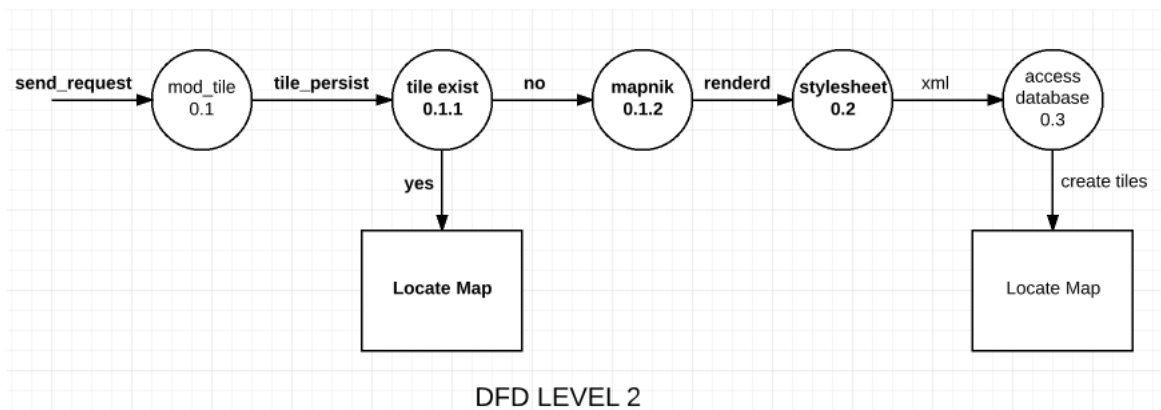 send_request
mod_tile
0.1
tile_persist
tile exist
0.1.1
no
mapnik
0.1.2
renderd
stylesheet
0.2
xml
access
database
0.3
yes
create tiles
Locate Map
Locate Map
DFD LEVEL 2